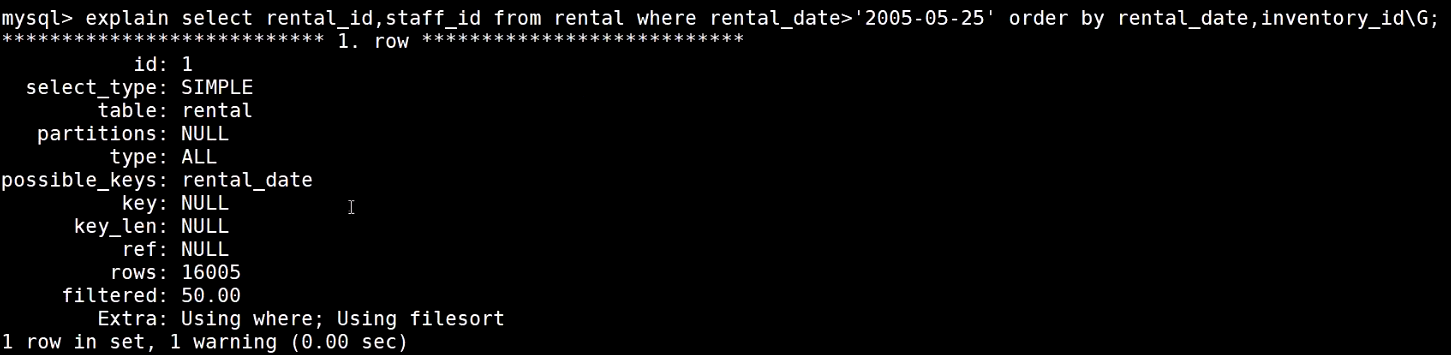 mysql> explain select rental_id,staff_id from rental where rental_date>'2005-05-25' order by rental_date,inventory_id\G;
*************************** 1. row ***************************
id: 1
select_type: SIMPLE
table: rental
partitions: NULL
type: ALL
possible_keys: rental_date
key: NULL
key_len: NULL
ref: NULL
rows: 16005
filtered: 50.00
Extra: Using where; Using filesort
1 row in set, 1 warning (0.00 sec)